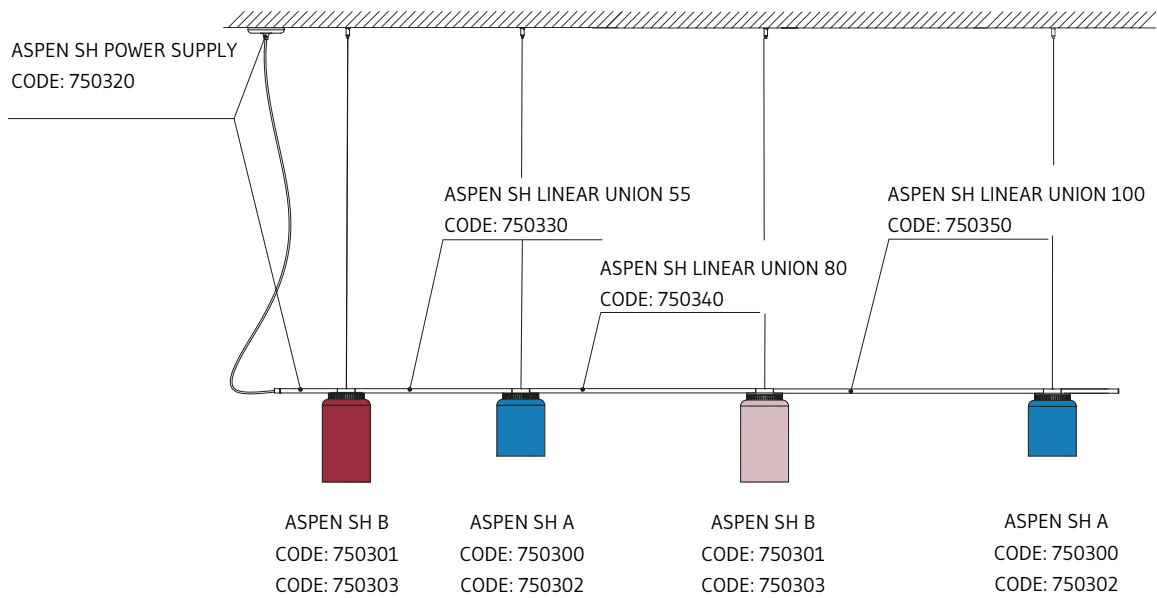 ASPEN SH POWER SUPPLY
CODE: 750320
ASPEN SH LINEAR UNION 55
CODE: 750330
ASPEN SH LINEAR UNION 100
CODE: 750350
ASPEN SH LINEAR UNION 80
CODE: 750340
ASPEN SH B
CODE: 750301
CODE: 750303
ASPEN SH A
CODE: 750300
CODE: 750302
ASPEN SH B
CODE: 750301
CODE: 750303
ASPEN SH A
CODE: 750300
CODE: 750302